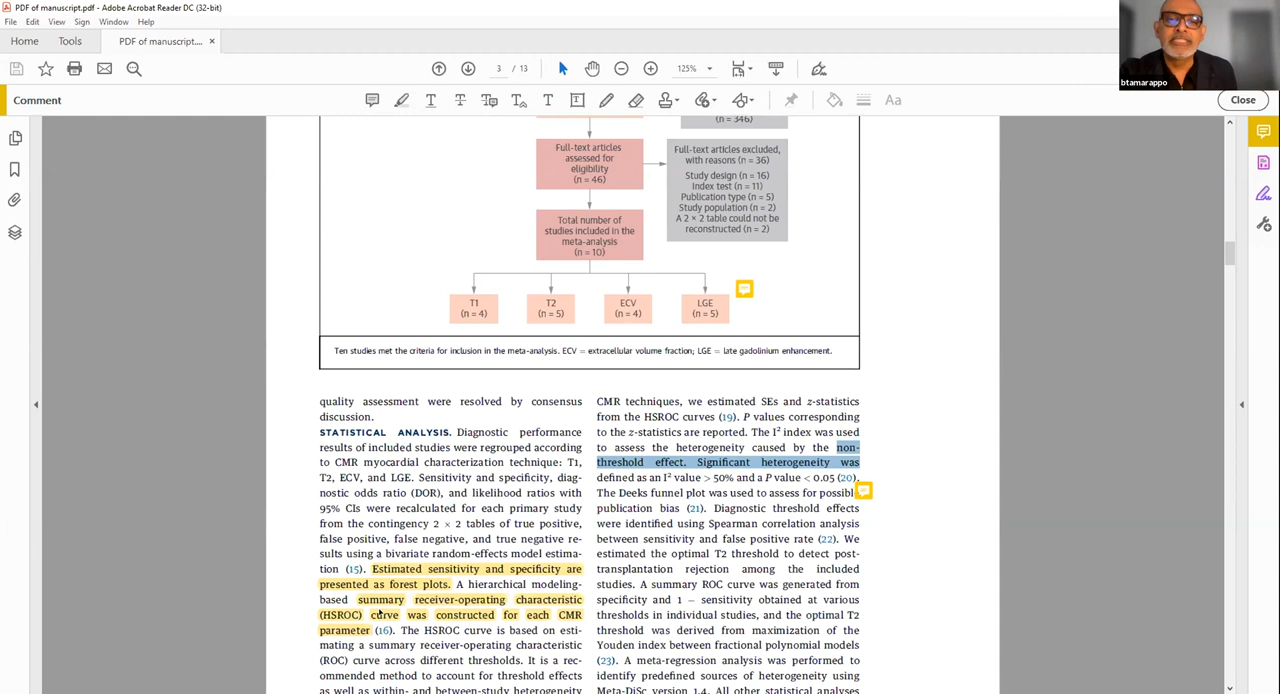 PDF of manuscript.pdf - Adobe Acrobat Reader DC (32-bit)
File Edit View Sign Window Help
Home Tools PDF of manuscript.... ×
3 / 13 125%
Comment Close
btamarappo
(n = 346)
Full-text articles
assessed for
eligibility
(n = 46)
Full-text articles excluded,
with reasons (n = 36)
Study design (n = 16)
Index test (n = 11)
Publication type (n = 5)
Study population (n = 2)
A 2 × 2 table could not be
reconstructed (n = 2)
Total number of
studies included in the
meta-analysis
(n = 10)
T1
(n = 4)
T2
(n = 5)
ECV
(n = 4)
LGE
(n = 5)
Ten studies met the criteria for inclusion in the meta-analysis. ECV = extracellular volume fraction; LGE = late gadolinium enhancement.
quality assessment were resolved by consensus
discussion.
STATISTICAL ANALYSIS. Diagnostic performance
results of included studies were regrouped according
to CMR myocardial characterization technique: T1,
T2, ECV, and LGE. Sensitivity and specificity, diag-
nostic odds ratio (DOR), and likelihood ratios with
95% CIs were recalculated for each primary study
from the contingency 2 × 2 tables of true positive,
false positive, false negative, and true negative re-
sults using a bivariate random-effects model estima-
tion (15). Estimated sensitivity and specificity are
presented as forest plots. A hierarchical modeling-
based summary receiver-operating characteristic
(HSROC) curve was constructed for each CMR
parameter (16). The HSROC curve is based on esti-
mating a summary receiver-operating characteristic
(ROC) curve across different thresholds. It is a rec-
ommended method to account for threshold effects
as well as within- and between-study heterogeneity
CMR techniques, we estimated SEs and z-statistics
from the HSROC curves (19). P values corresponding
to the z-statistics are reported. The I² index was used
to assess the heterogeneity caused by the non-
threshold effect. Significant heterogeneity was
defined as an I² value > 50% and a P value < 0.05 (20).
The Deeks funnel plot was used to assess for possible
publication bias (21). Diagnostic threshold effects
were identified using Spearman correlation analysis
between sensitivity and false positive rate (22). We
estimated the optimal T2 threshold to detect post-
transplantation rejection among the included
studies. A summary ROC curve was generated from
specificity and 1 − sensitivity obtained at various
thresholds in individual studies, and the optimal T2
threshold was derived from maximization of the
Youden index between fractional polynomial models
(23). A meta-regression analysis was performed to
identify predefined sources of heterogeneity using
Meta-DiSc version 1.4. All other statistical analyses